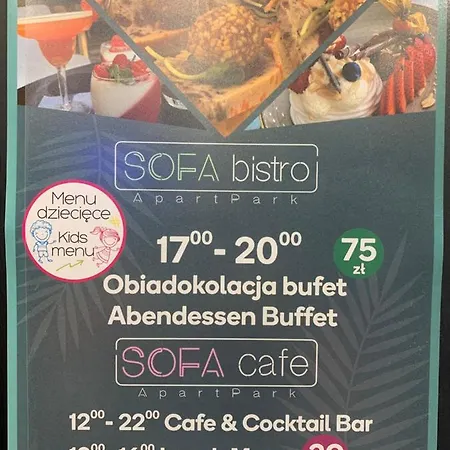 SOFA bistro
ApartPark
Menu
dziecięce
Kids
menu
17⁰⁰ - 20⁰⁰
75
zł
Obiadokolacja bufet
Abendessen Buffet
SOFA cafe
ApartPark
12⁰⁰- 22⁰⁰ Cafe & Cocktail Bar